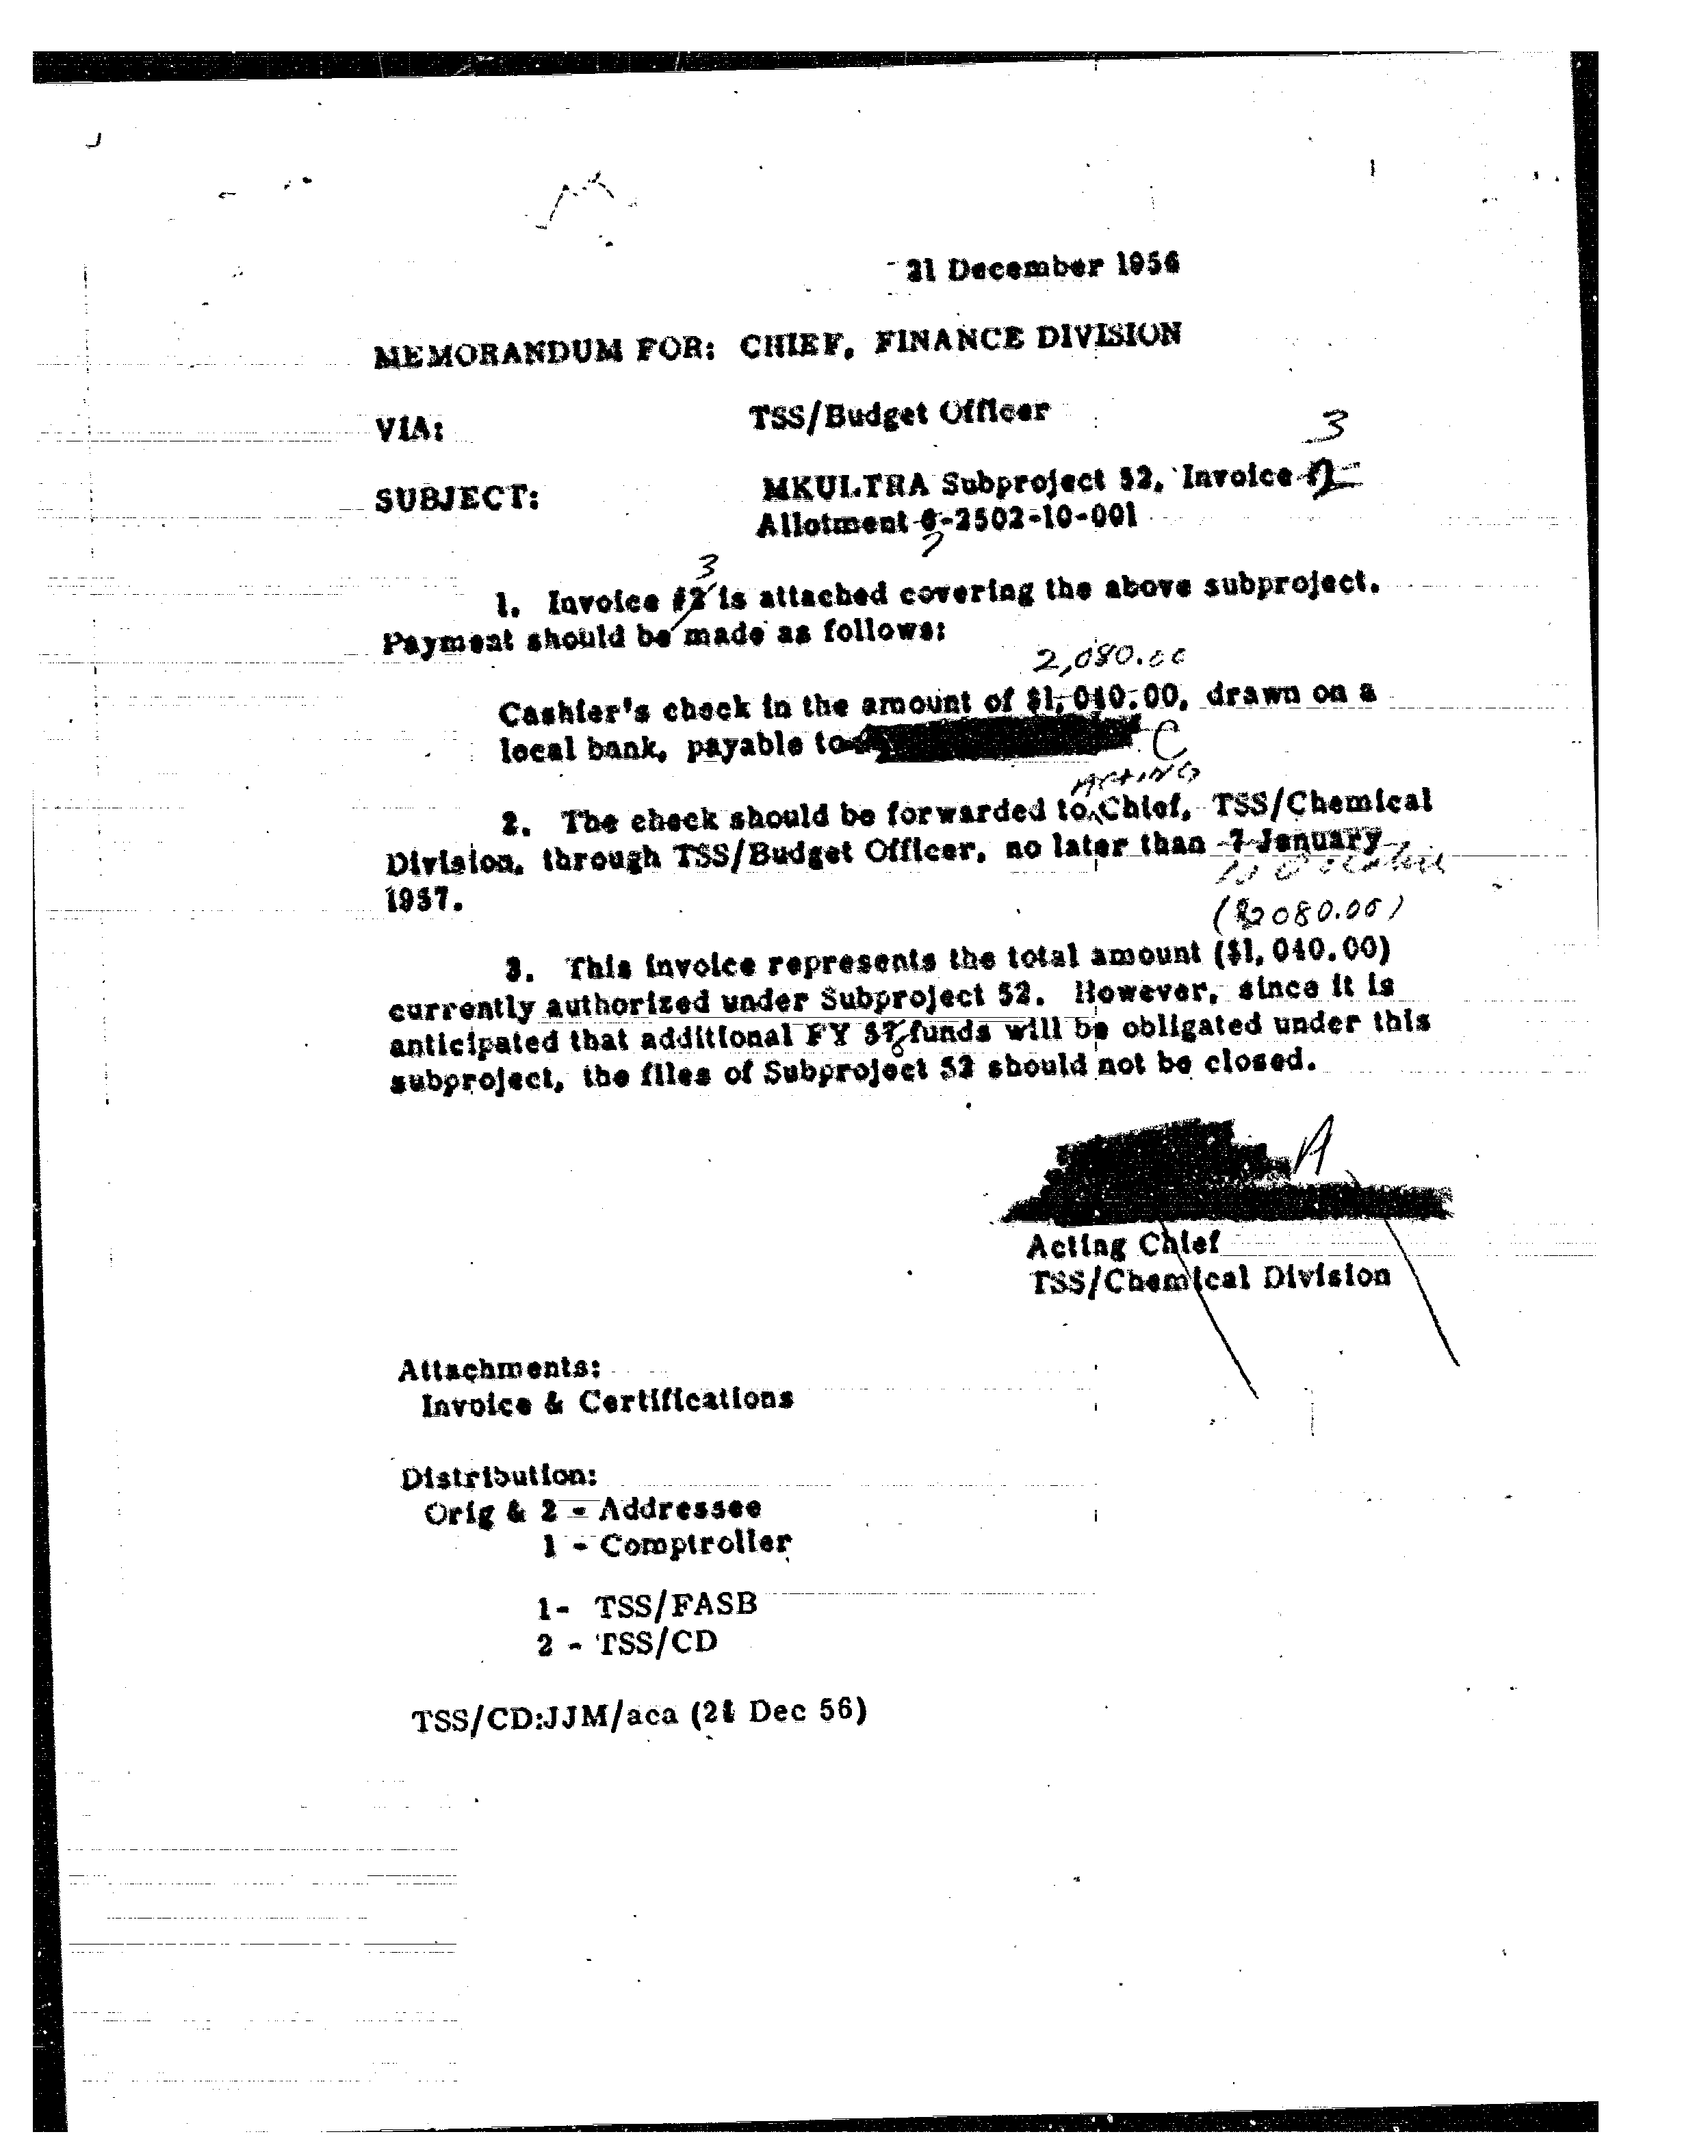 21 December 1956
MEMORANDUM FOR: CHIEF, FINANCE DIVISION
VIA: TSS/Budget Officer
3
SUBJECT: MKULTRA Subproject 52, Invoice #2
Allotment 6-2502-10-001
7
3
1. Invoice #2 is attached covering the above subproject.
Payment should be made as follows:
2,080.00
Cashier's check in the amount of $1,040.00, drawn on a
local bank, payable to C
Acting
2. The check should be forwarded to Chief, TSS/Chemical
Division, through TSS/Budget Officer, no later than 7 January
1957.
($2080.00)
3. This invoice represents the total amount ($1,040.00)
currently authorized under Subproject 52. However, since it is
anticipated that additional FY 57 funds will be obligated under this
8
subproject, the files of Subproject 52 should not be closed.
A
Acting Chief
TSS/Chemical Division
Attachments:
Invoice & Certifications
Distribution:
Orig & 2 - Addressee
1 - Comptroller
1- TSS/FASB
2 - TSS/CD
TSS/CD:JJM/aca (21 Dec 56)